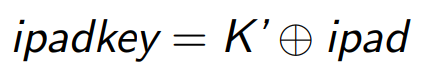 ipadkey = K’ ⊕ ipad